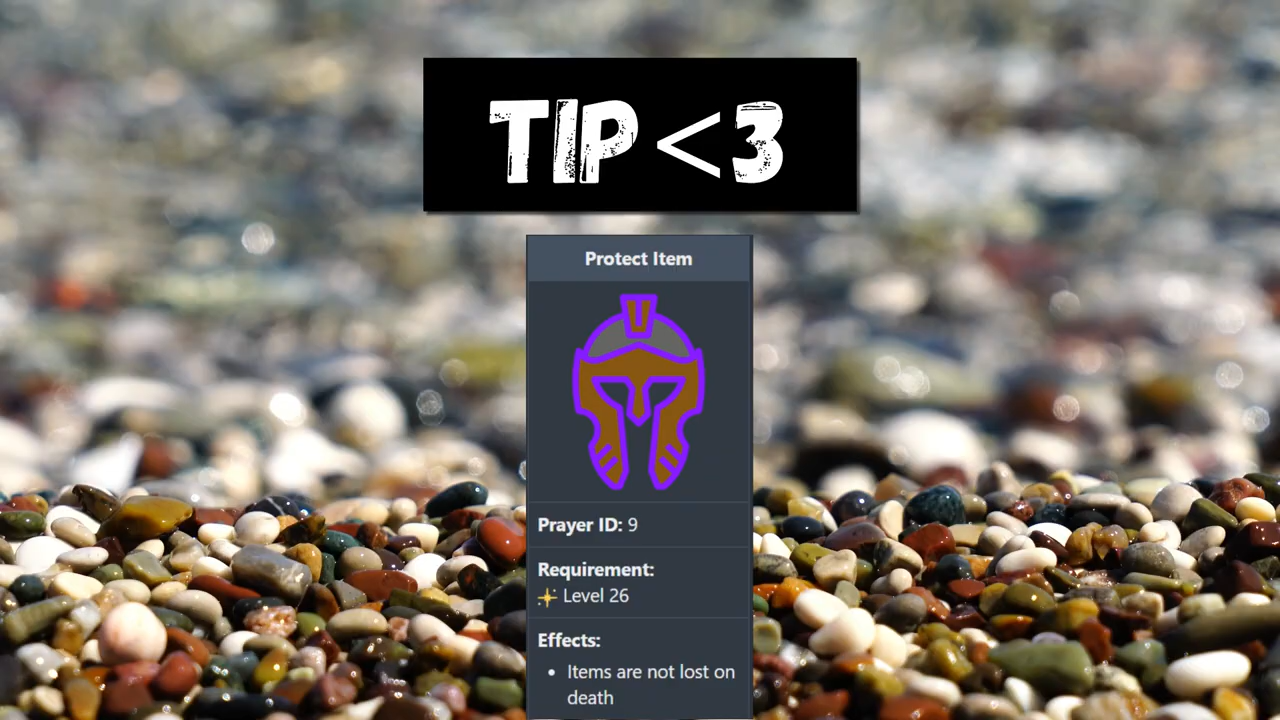 TIP <3
Protect Item
Prayer ID: 9
Requirement:
Level 26
Effects:
• Items are not lost on
death